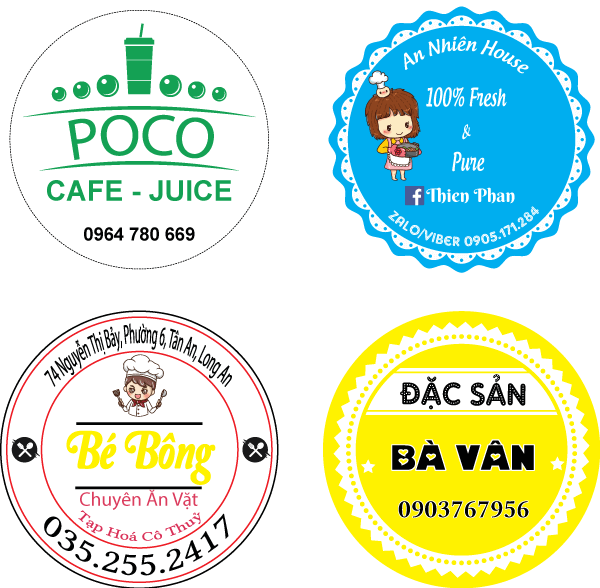 POCO
CAFE - JUICE
0964 780 669
An Nhiên House
100% Fresh
&
Pure
f Thien Phan
ZALO/VIBER 0905.171.284
74 Nguyễn Thị Bảy, Phường 6, Tân An, Long An
Bé Bông
Chuyên Ăn Vặt
Tạp Hoá Cô Thuỷ
035.255.2417
ĐẶC SẢN
BÀ VÂN
0903767956